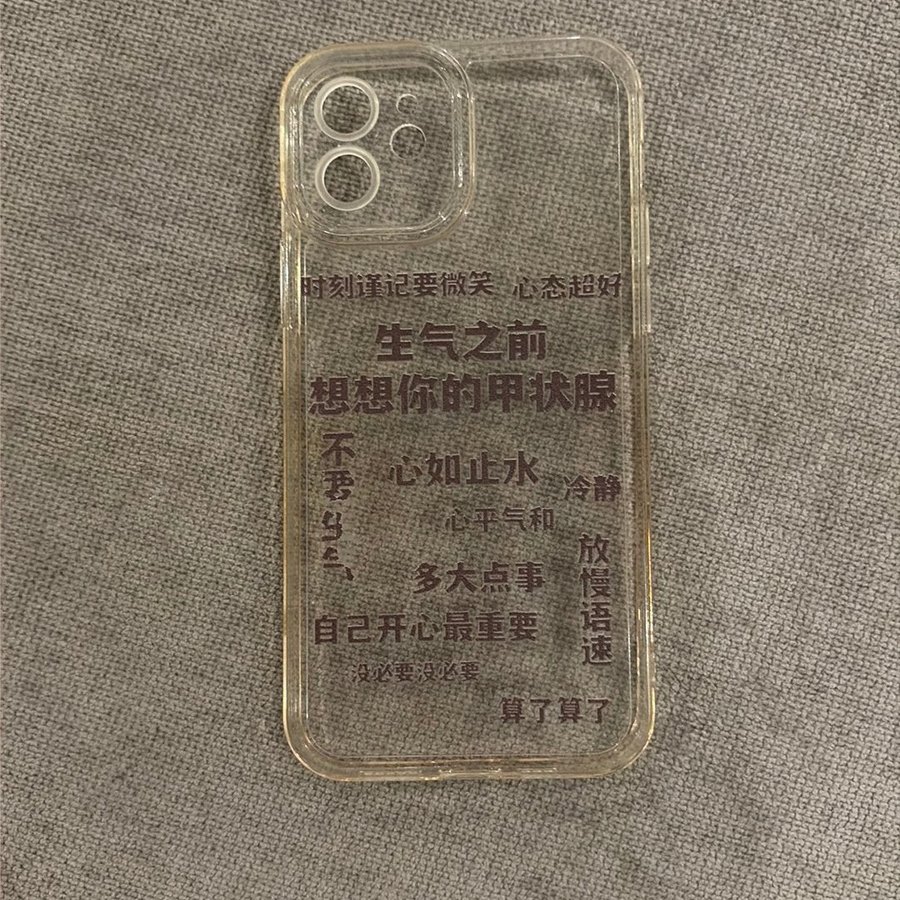 时刻谨记要微笑 心态超好
生气之前
想想你的甲状腺
不要生气
心如止水
冷静
心平气和
放慢语速
多大点事
自己开心最重要
没必要没必要
算了算了